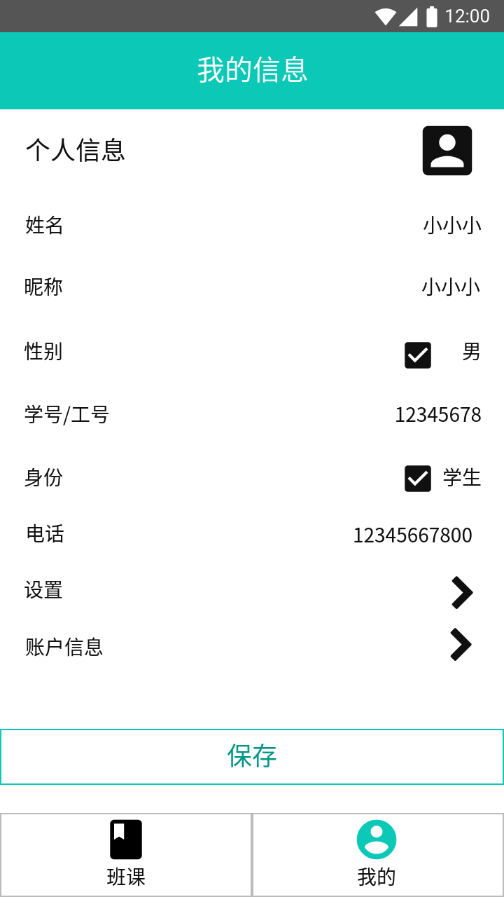 12:00
我的信息
个人信息
姓名 小小小
昵称 小小小
性别 男
学号/工号 12345678
身份 学生
电话 12345667800
设置
账户信息
保存
班课 我的